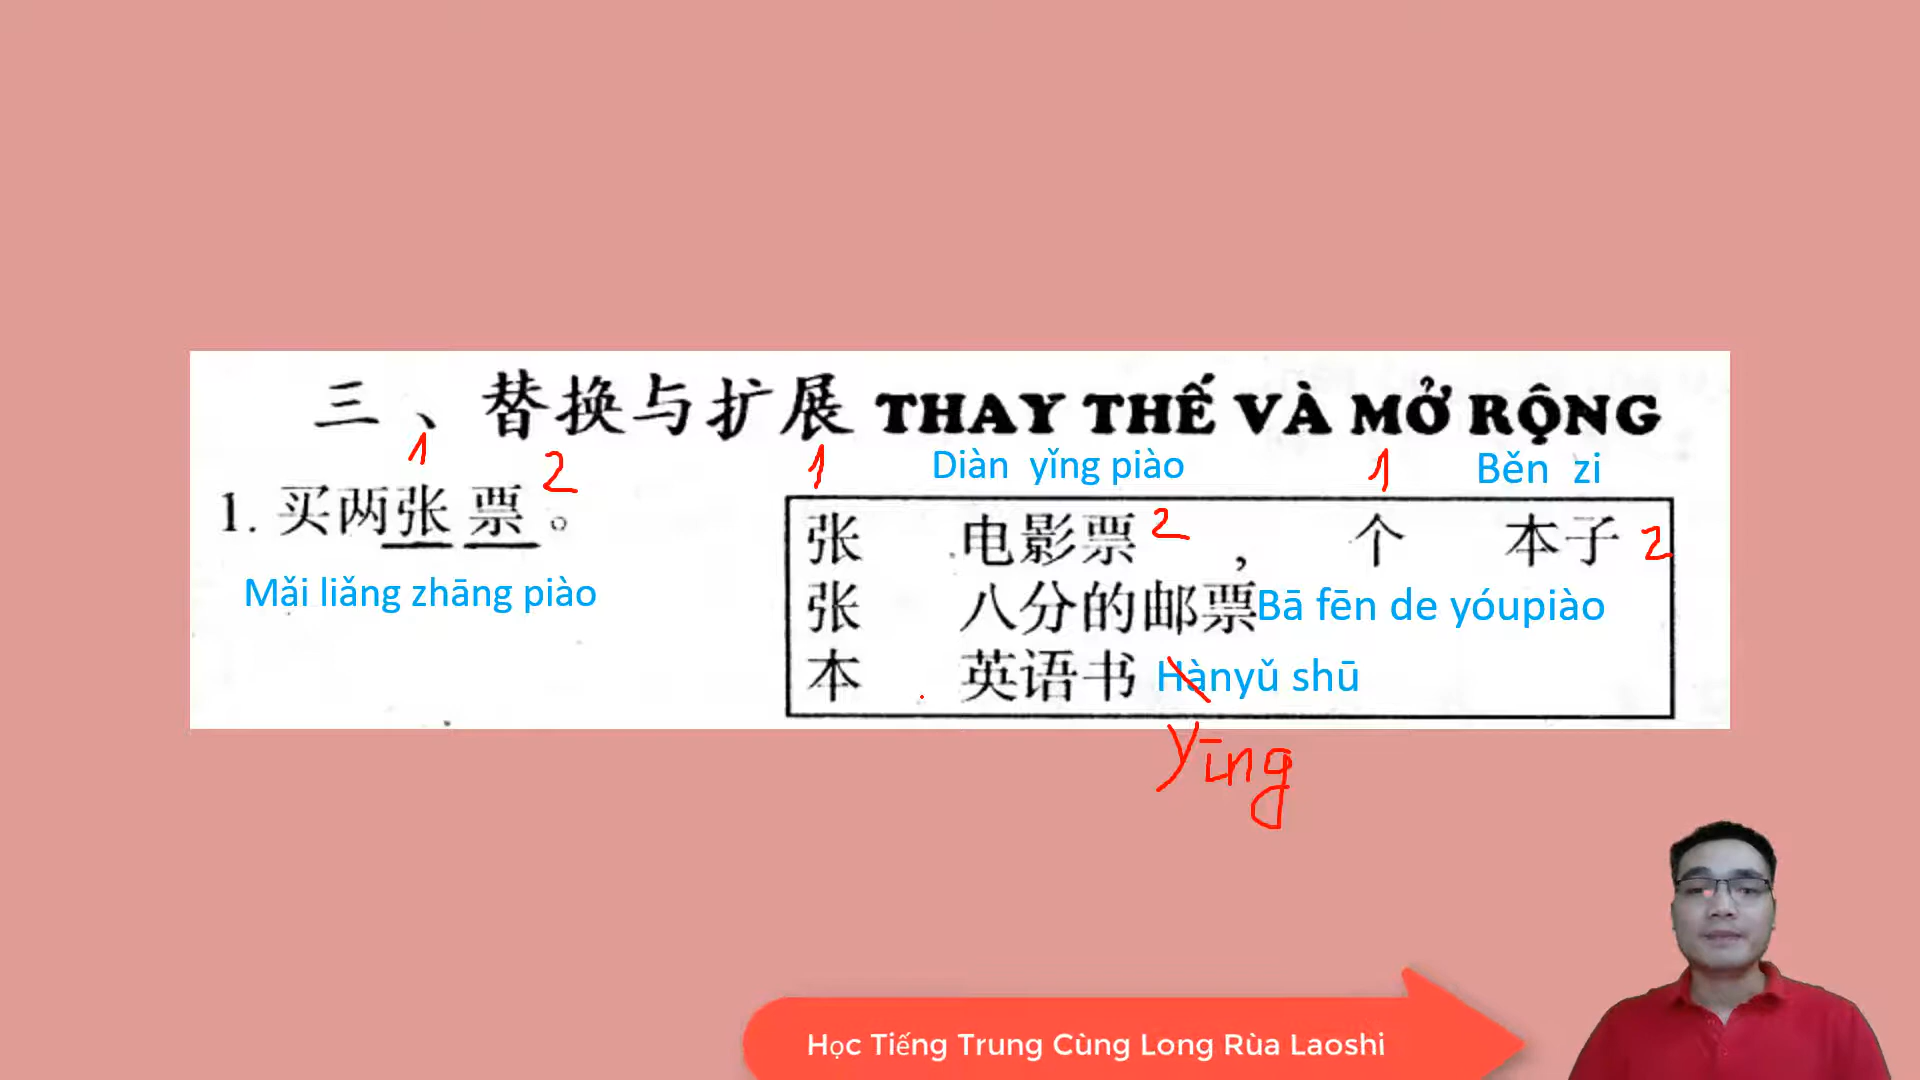 三、替换与扩展 THAY THẾ VÀ MỞ RỘNG
1 2 1 Diàn yǐng piào 1 Běn zi
1. 买两张票。
张 电影票 2 , 个 本子 2
Mǎi liǎng zhāng piào
张 八分的邮票 Bā fēn de yóupiào
本 英语书 Hànyǔ shū
yīng
Học Tiếng Trung Cùng Long Rùa Laoshi